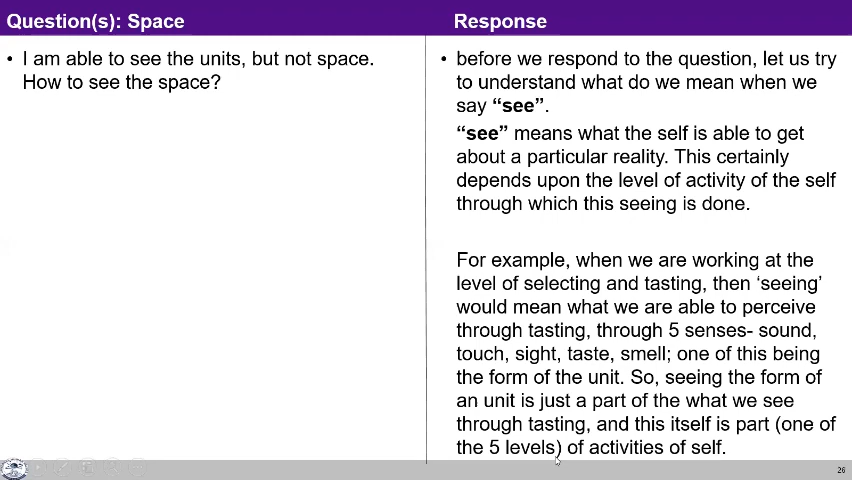 Question(s): Space
Response
• I am able to see the units, but not space.
How to see the space?
• before we respond to the question, let us try
to understand what do we mean when we
say “see”.
“see” means what the self is able to get
about a particular reality. This certainly
depends upon the level of activity of the self
through which this seeing is done.
For example, when we are working at the
level of selecting and tasting, then ‘seeing’
would mean what we are able to perceive
through tasting, through 5 senses- sound,
touch, sight, taste, smell; one of this being
the form of the unit. So, seeing the form of
an unit is just a part of the what we see
through tasting, and this itself is part (one of
the 5 levels) of activities of self.
26